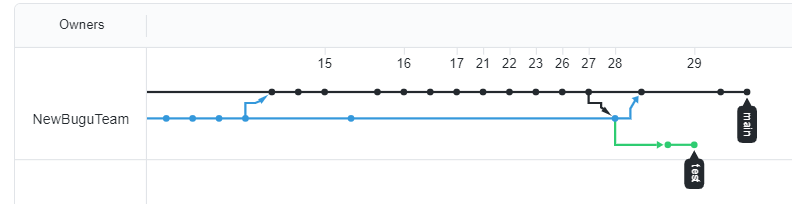 Owners
15 16 17 21 22 23 26 27 28 29
NewBuguTeam
main
test